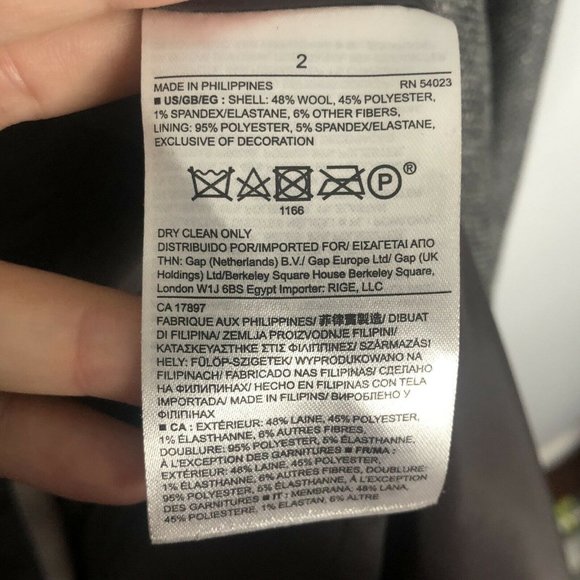 2
MADE IN PHILIPPINES RN 54023
■ US/GB/EG : SHELL: 48% WOOL, 45% POLYESTER,
1% SPANDEX/ELASTANE, 6% OTHER FIBERS,
LINING: 95% POLYESTER, 5% SPANDEX/ELASTANE,
EXCLUSIVE OF DECORATION
P ®
1166
DRY CLEAN ONLY
DISTRIBUIDO POR/IMPORTED FOR/ ΕΙΣΑΓΕΤΑΙ ΑΠΟ
THN: Gap (Netherlands) B.V./ Gap Europe Ltd/ Gap (UK
Holdings) Ltd/Berkeley Square House Berkeley Square,
London W1J 6BS Egypt Importer: RIGE, LLC
CA 17897
FABRIQUE AUX PHILIPPINES/ 菲律賓製造/ DIBUAT
DI FILIPINA/ ZEMLJA PROIZVODNJE FILIPINI/
ΚΑΤΑΣΚΕΥΑΣΤΗΚΕ ΣΤΙΣ ΦΙΛΙΠΠΙΝΕΣ/ SZÁRMAZÁSI
HELY: FÜLÖP-SZIGETEK/ WYPRODUKOWANO NA
FILIPINACH/ FABRICADO NAS FILIPINAS/ СДЕЛАНО
НА ФИЛИППИНАХ/ HECHO EN FILIPINAS CON TELA
IMPORTADA/ MADE IN FILIPINS/ ВИРОБЛЕНО У
ФІЛІППІНАХ
■ CA : EXTÉRIEUR: 48% LAINE, 45% POLYESTER,
1% ÉLASTHANNE, 6% AUTRES FIBRES,
DOUBLURE: 95% POLYESTER, 5% ÉLASTHANNE,
À L'EXCEPTION DES GARNITURES ■ FR/MA :
EXTÉRIEUR: 48% LAINE, 45% POLYESTER,
1% ÉLASTHANNE, 6% AUTRES FIBRES, DOUBLURE:
95% POLYESTER, 5% ÉLASTHANNE, À L'EXCEPTION
DES GARNITURES ■ IT : MEMBRANA: 48% LANA,
45% POLIESTERE, 1% ELASTAN, 6% ALTRE